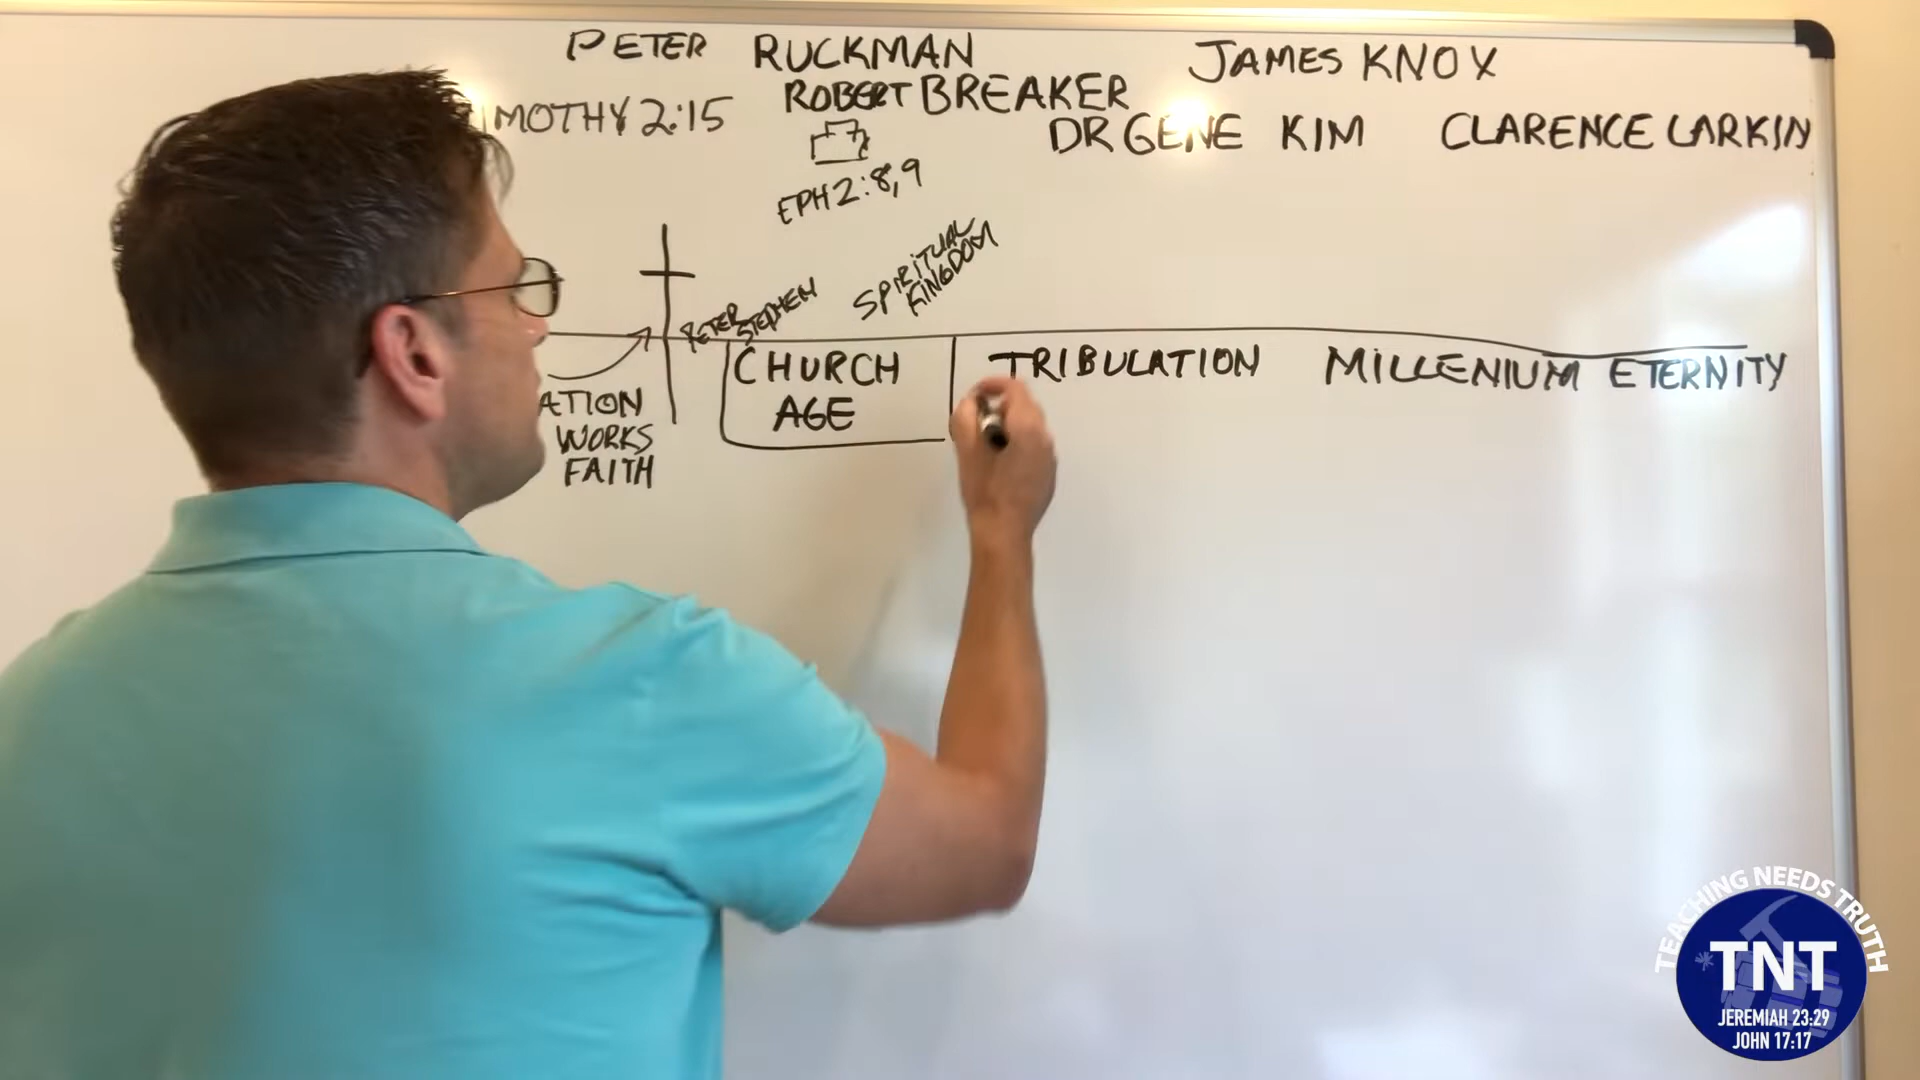 PETER RUCKMAN
JAMES KNOX
ROBERT BREAKER
MOTHY 2:15
DR GENE KIM
CLARENCE LARKIN
EPH 2:8,9
SPIRITUAL
KINGDOM
PETER
STEPHEN
CHURCH
AGE
TRIBULATION
MILLENIUM
ETERNITY
ATION
WORKS
FAITH
TEACHING NEEDS TRUTH
TNT
JEREMIAH 23:29
JOHN 17:17